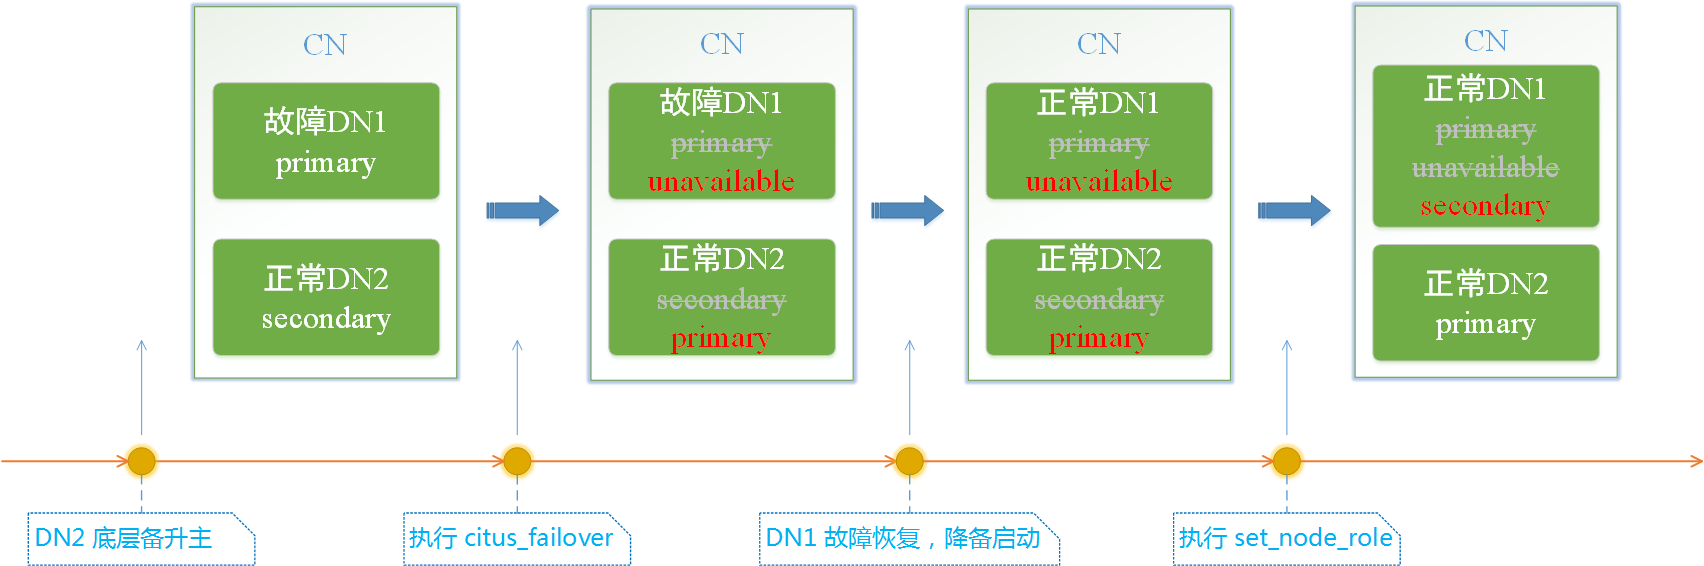 CN
故障DN1
primary
正常DN2
secondary
CN
故障DN1
primary
unavailable
正常DN2
secondary
primary
CN
正常DN1
primary
unavailable
正常DN2
secondary
primary
CN
正常DN1
primary
unavailable
secondary
正常DN2
primary
DN2 底层备升主
执行 citus_failover
DN1 故障恢复，降备启动
执行 set_node_role